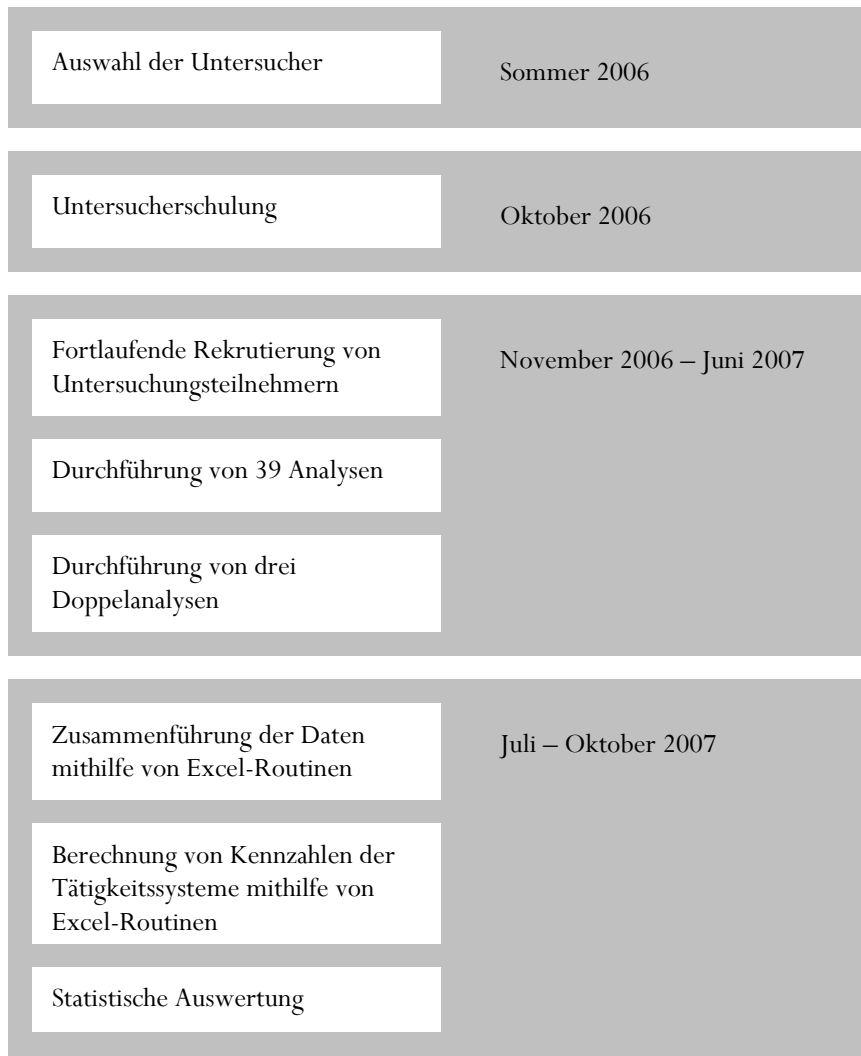 Auswahl der Untersucher
Sommer 2006
Untersucherschulung
Oktober 2006
Fortlaufende Rekrutierung von
Untersuchungsteilnehmern
November 2006 – Juni 2007
Durchführung von 39 Analysen
Durchführung von drei
Doppelanalysen
Zusammenführung der Daten
mithilfe von Excel-Routinen
Juli – Oktober 2007
Berechnung von Kennzahlen der
Tätigkeitssysteme mithilfe von
Excel-Routinen
Statistische Auswertung